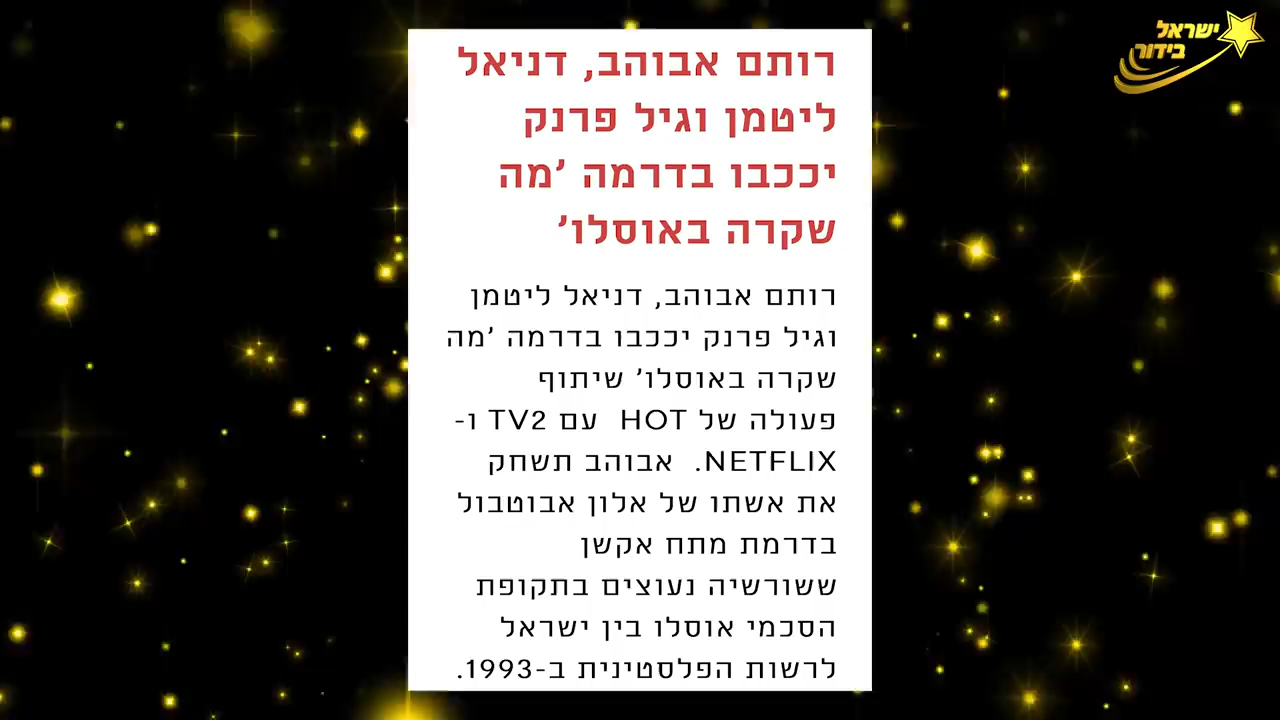 ישראל
בידור
רותם אבוהב, דניאל
ליטמן וגיל פרנק
יככבו בדרמה ׳מה
שקרה באוסלו׳
רותם אבוהב, דניאל ליטמן
וגיל פרנק יככבו בדרמה ׳מה
שקרה באוסלו׳ שיתוף
פעולה של HOT עם TV2 ו-
NETFLIX. אבוהב תשחק
את אשתו של אלון אבוטבול
בדרמת מתח אקשן
ששורשיה נעוצים בתקופת
הסכמי אוסלו בין ישראל
לרשות הפלסטינית ב-1993.